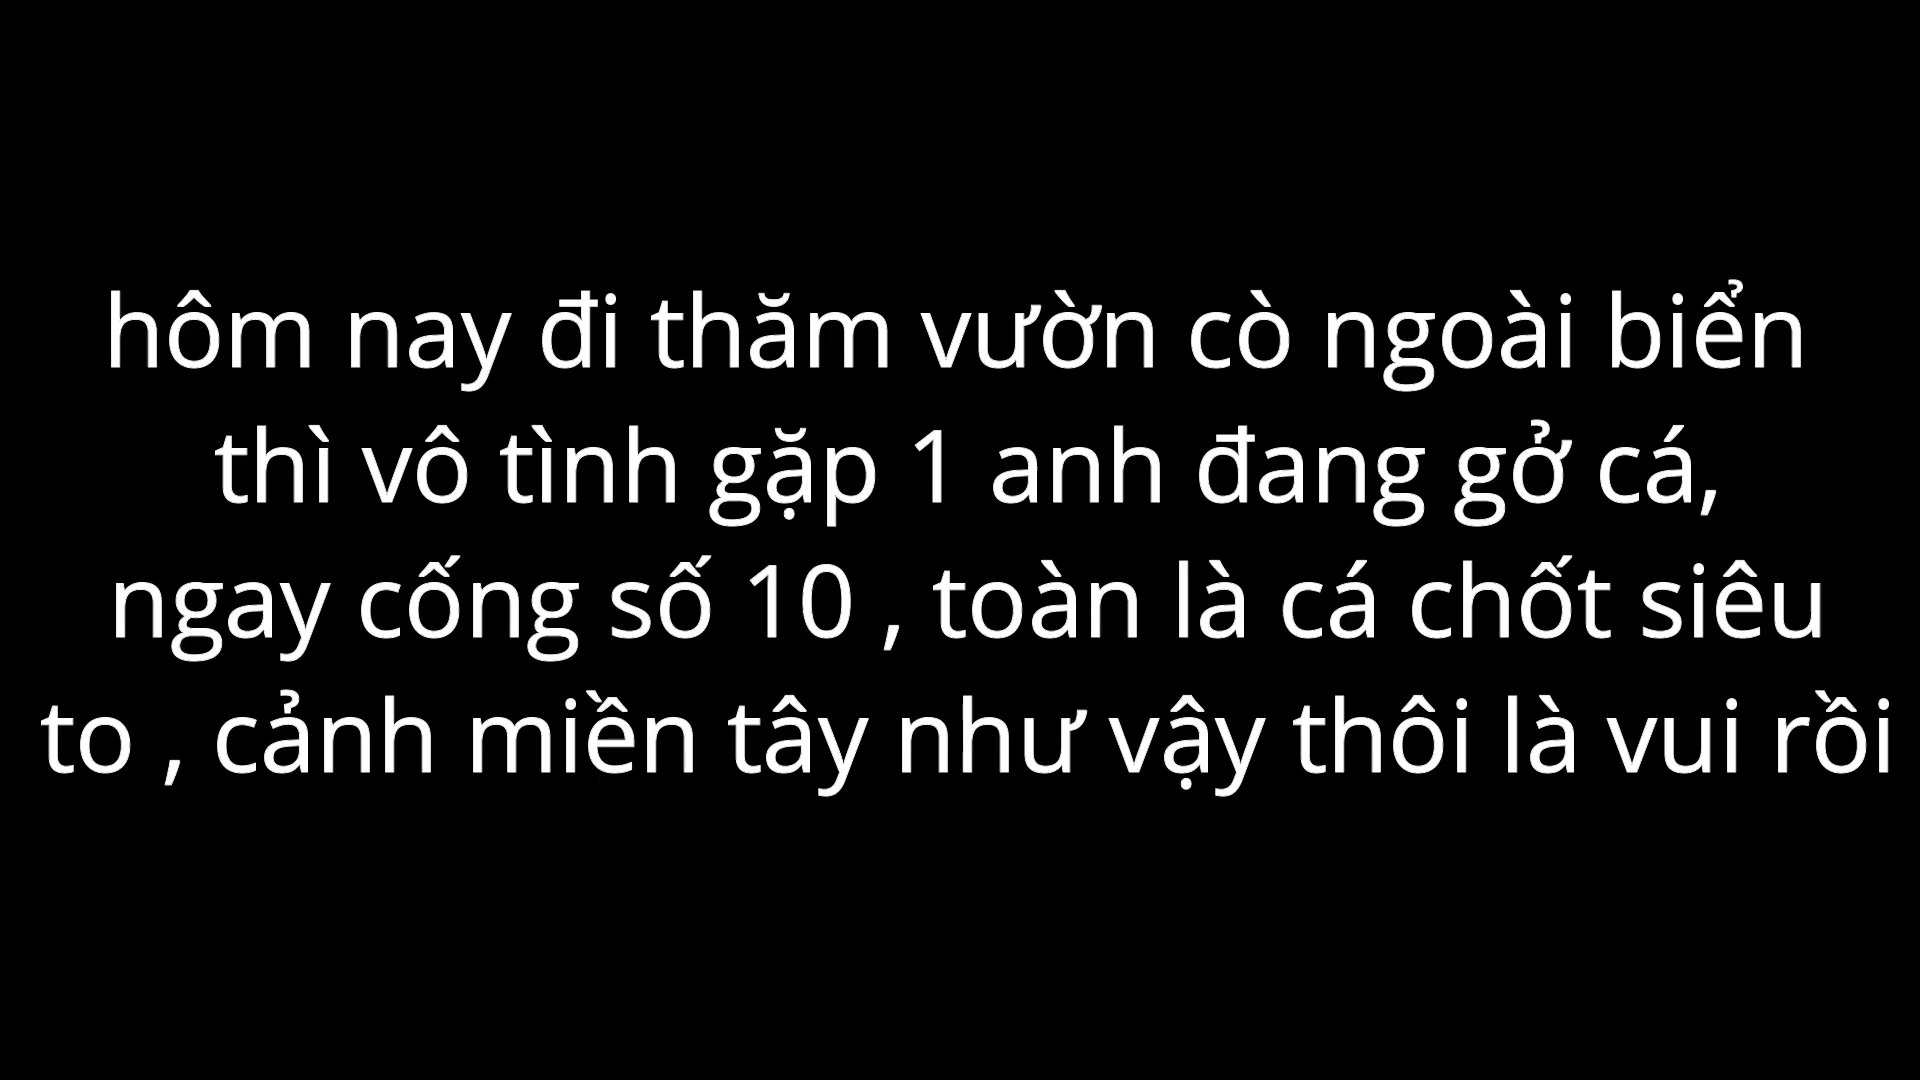 hôm nay đi thăm vườn cò ngoài biển
thì vô tình gặp 1 anh đang gở cá,
ngay cống số 10 , toàn là cá chốt siêu
to , cảnh miền tây như vậy thôi là vui rồi